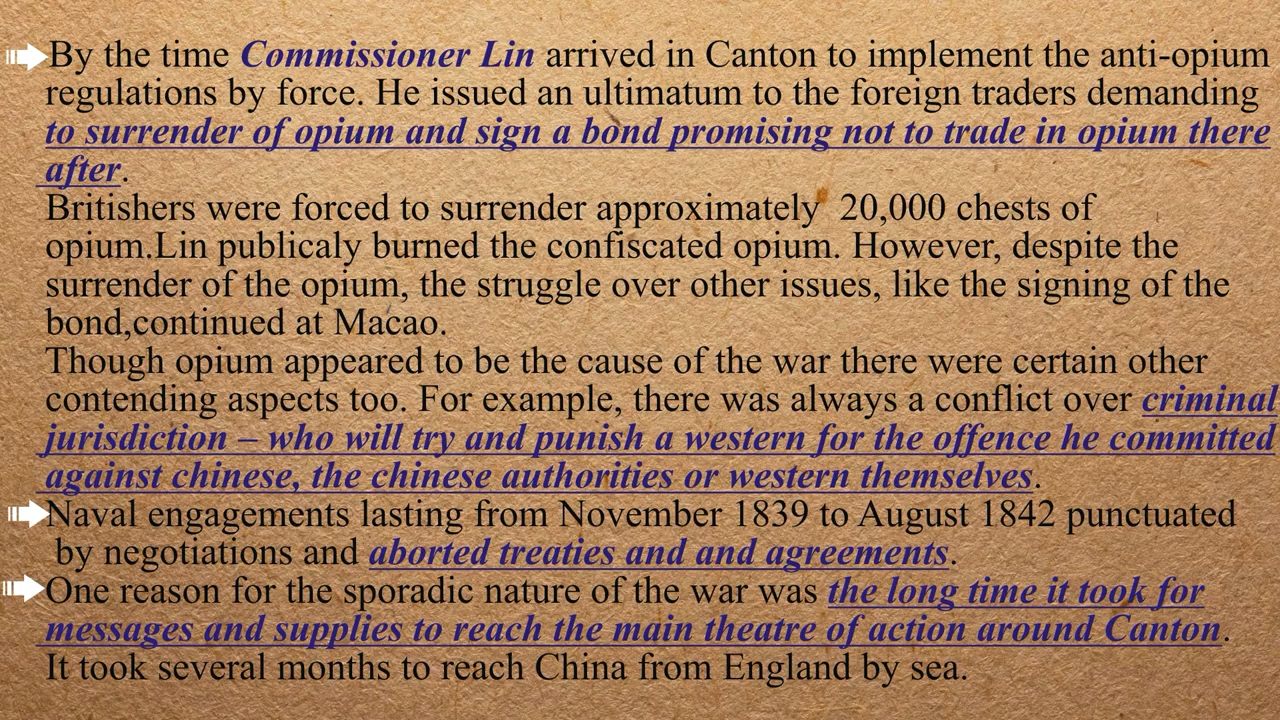 By the time Commissioner Lin arrived in Canton to implement the anti-opium
regulations by force. He issued an ultimatum to the foreign traders demanding
to surrender of opium and sign a bond promising not to trade in opium there
after.
Britishers were forced to surrender approximately 20,000 chests of
opium.Lin publicaly burned the confiscated opium. However, despite the
surrender of the opium, the struggle over other issues, like the signing of the
bond,continued at Macao.
Though opium appeared to be the cause of the war there were certain other
contending aspects too. For example, there was always a conflict over criminal
jurisdiction – who will try and punish a western for the offence he committed
against chinese, the chinese authorities or western themselves.
Naval engagements lasting from November 1839 to August 1842 punctuated
by negotiations and aborted treaties and and agreements.
One reason for the sporadic nature of the war was the long time it took for
messages and supplies to reach the main theatre of action around Canton.
It took several months to reach China from England by sea.